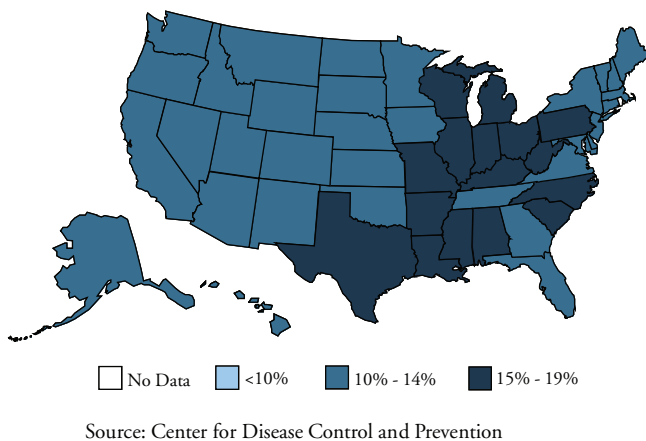 No Data <10% 10% - 14% 15% - 19%
Source: Center for Disease Control and Prevention